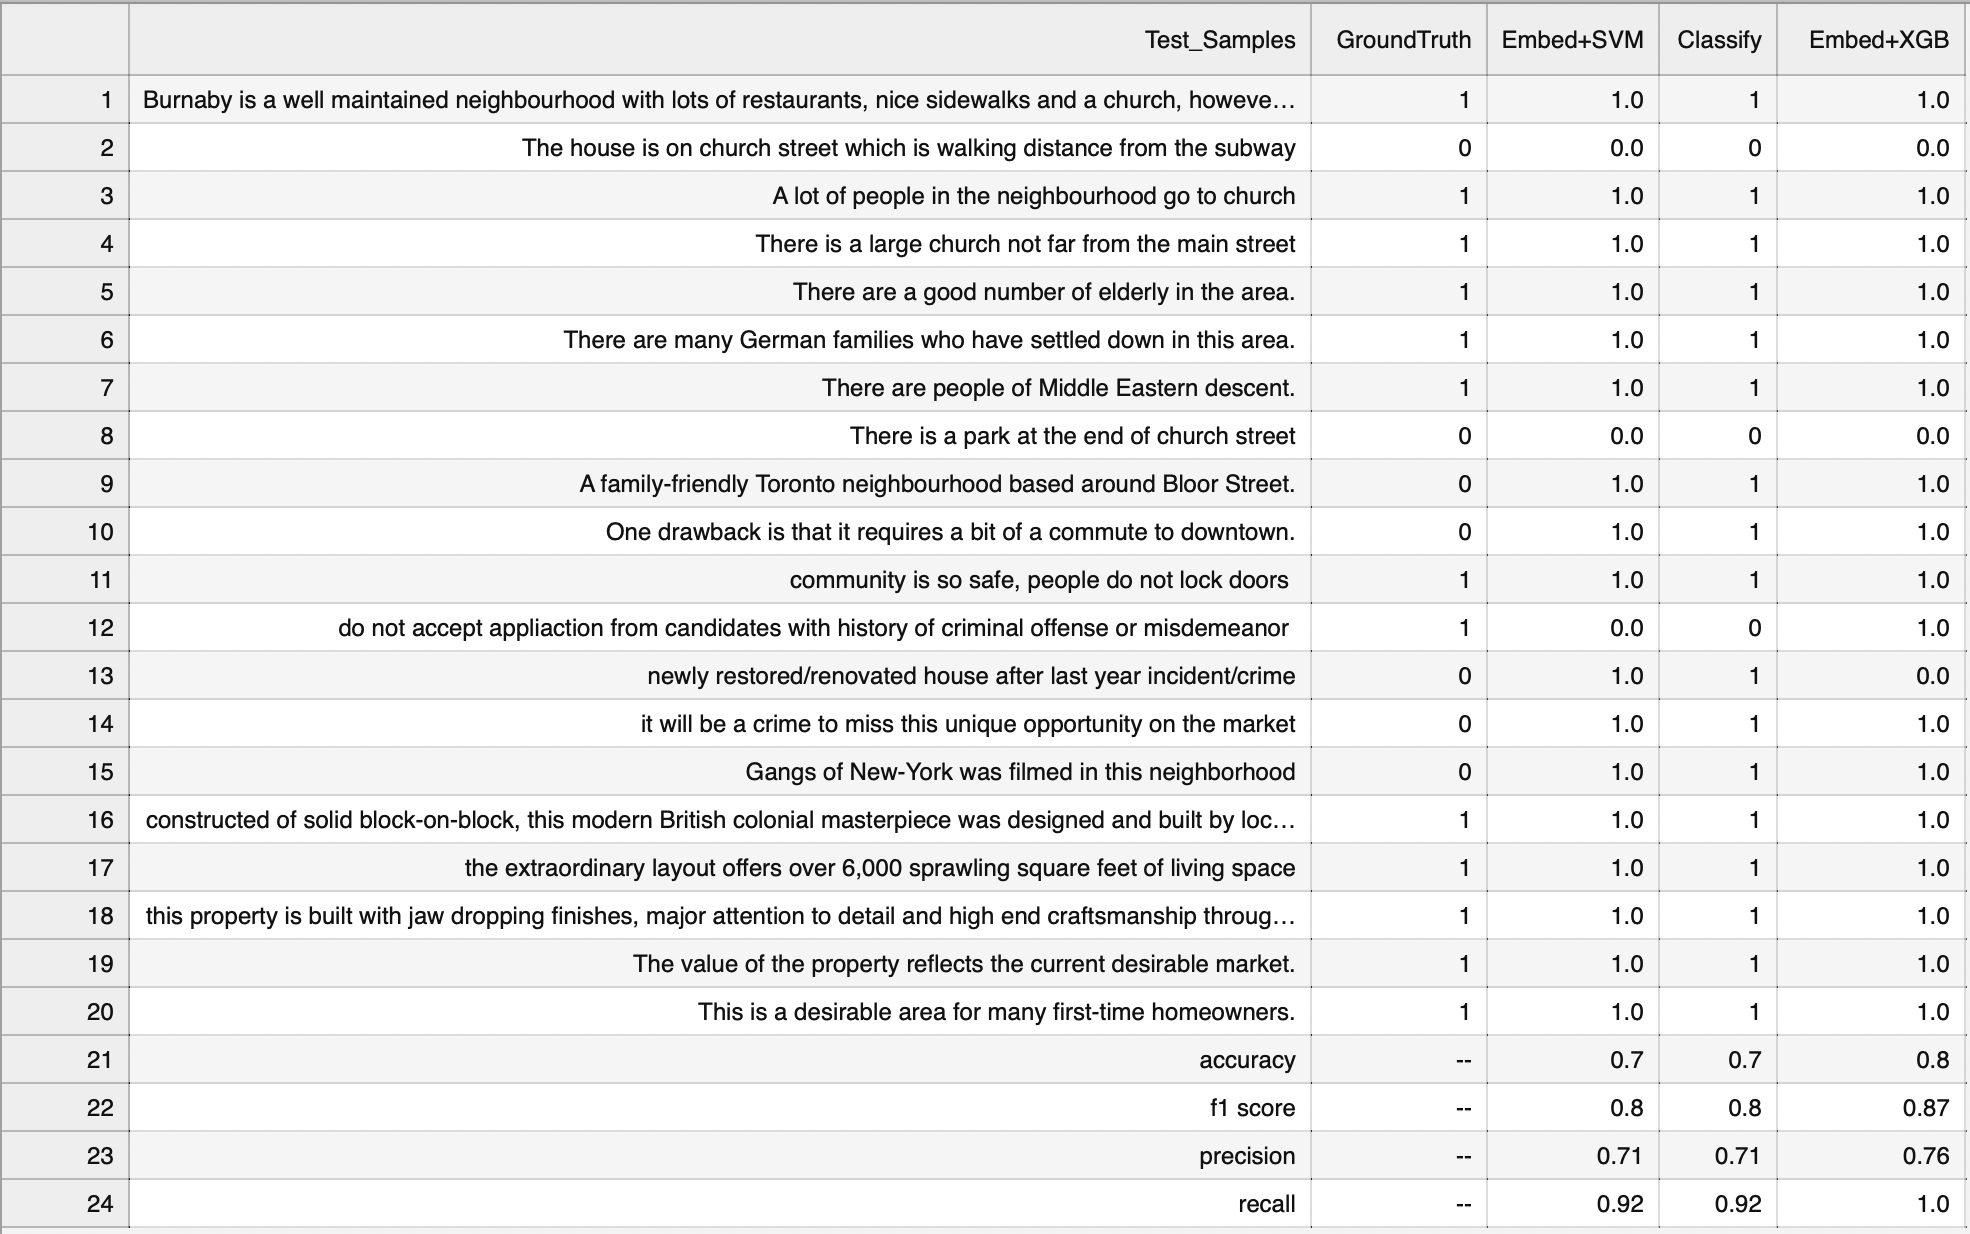 Test_Samples GroundTruth Embed+SVM Classify Embed+XGB
1 Burnaby is a well maintained neighbourhood with lots of restaurants, nice sidewalks and a church, howeve... 1 1.0 1 1.0
2 The house is on church street which is walking distance from the subway 0 0.0 0 0.0
3 A lot of people in the neighbourhood go to church 1 1.0 1 1.0
4 There is a large church not far from the main street 1 1.0 1 1.0
5 There are a good number of elderly in the area. 1 1.0 1 1.0
6 There are many German families who have settled down in this area. 1 1.0 1 1.0
7 There are people of Middle Eastern descent. 1 1.0 1 1.0
8 There is a park at the end of church street 0 0.0 0 0.0
9 A family-friendly Toronto neighbourhood based around Bloor Street. 0 1.0 1 1.0
10 One drawback is that it requires a bit of a commute to downtown. 0 1.0 1 1.0
11 community is so safe, people do not lock doors 1 1.0 1 1.0
12 do not accept appliaction from candidates with history of criminal offense or misdemeanor 1 0.0 0 1.0
13 newly restored/renovated house after last year incident/crime 0 1.0 1 0.0
14 it will be a crime to miss this unique opportunity on the market 0 1.0 1 1.0
15 Gangs of New-York was filmed in this neighborhood 0 1.0 1 1.0
16 constructed of solid block-on-block, this modern British colonial masterpiece was designed and built by loc... 1 1.0 1 1.0
17 the extraordinary layout offers over 6,000 sprawling square feet of living space 1 1.0 1 1.0
18 this property is built with jaw dropping finishes, major attention to detail and high end craftsmanship throug... 1 1.0 1 1.0
19 The value of the property reflects the current desirable market. 1 1.0 1 1.0
20 This is a desirable area for many first-time homeowners. 1 1.0 1 1.0
21 accuracy -- 0.7 0.7 0.8
22 f1 score -- 0.8 0.8 0.87
23 precision -- 0.71 0.71 0.76
24 recall -- 0.92 0.92 1.0